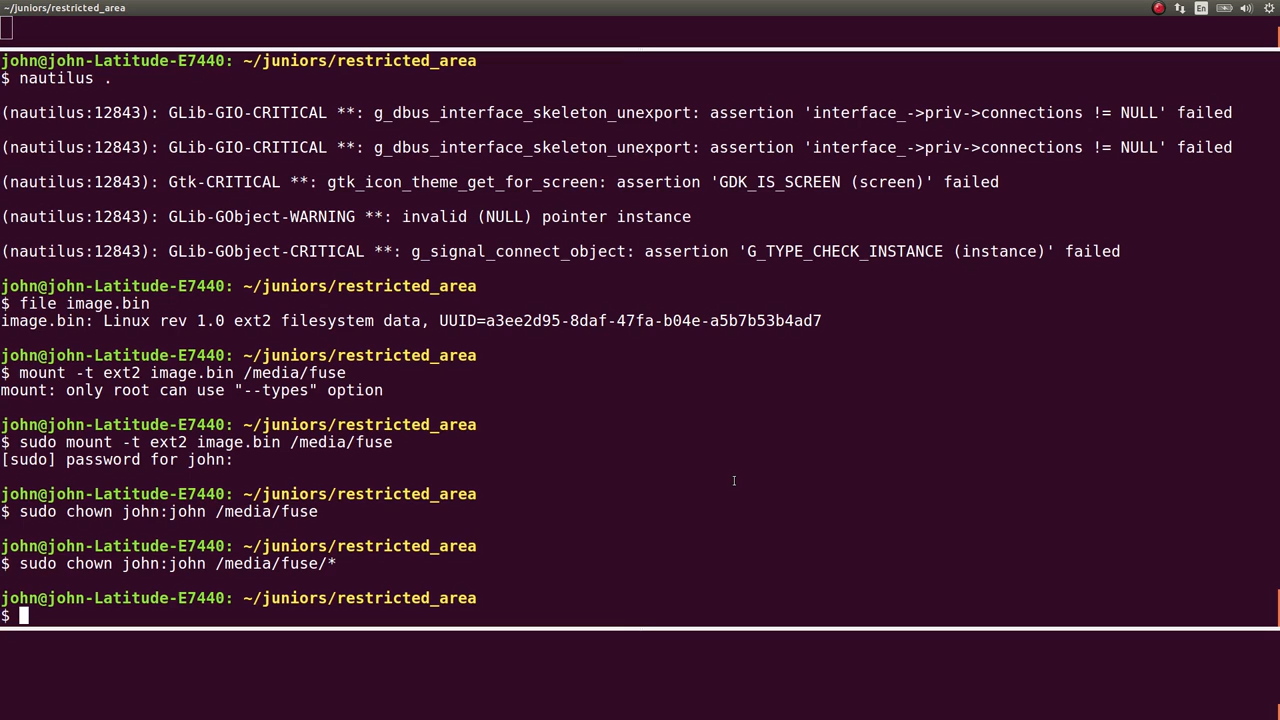 ~/juniors/restricted_area
En
john@john-Latitude-E7440: ~/juniors/restricted_area
$ nautilus .
(nautilus:12843): GLib-GIO-CRITICAL **: g_dbus_interface_skeleton_unexport: assertion 'interface_->priv->connections != NULL' failed
(nautilus:12843): GLib-GIO-CRITICAL **: g_dbus_interface_skeleton_unexport: assertion 'interface_->priv->connections != NULL' failed
(nautilus:12843): Gtk-CRITICAL **: gtk_icon_theme_get_for_screen: assertion 'GDK_IS_SCREEN (screen)' failed
(nautilus:12843): GLib-GObject-WARNING **: invalid (NULL) pointer instance
(nautilus:12843): GLib-GObject-CRITICAL **: g_signal_connect_object: assertion 'G_TYPE_CHECK_INSTANCE (instance)' failed
john@john-Latitude-E7440: ~/juniors/restricted_area
$ file image.bin
image.bin: Linux rev 1.0 ext2 filesystem data, UUID=a3ee2d95-8daf-47fa-b04e-a5b7b53b4ad7
john@john-Latitude-E7440: ~/juniors/restricted_area
$ mount -t ext2 image.bin /media/fuse
mount: only root can use "--types" option
john@john-Latitude-E7440: ~/juniors/restricted_area
$ sudo mount -t ext2 image.bin /media/fuse
[sudo] password for john:
john@john-Latitude-E7440: ~/juniors/restricted_area
$ sudo chown john:john /media/fuse
john@john-Latitude-E7440: ~/juniors/restricted_area
$ sudo chown john:john /media/fuse/*
john@john-Latitude-E7440: ~/juniors/restricted_area
$